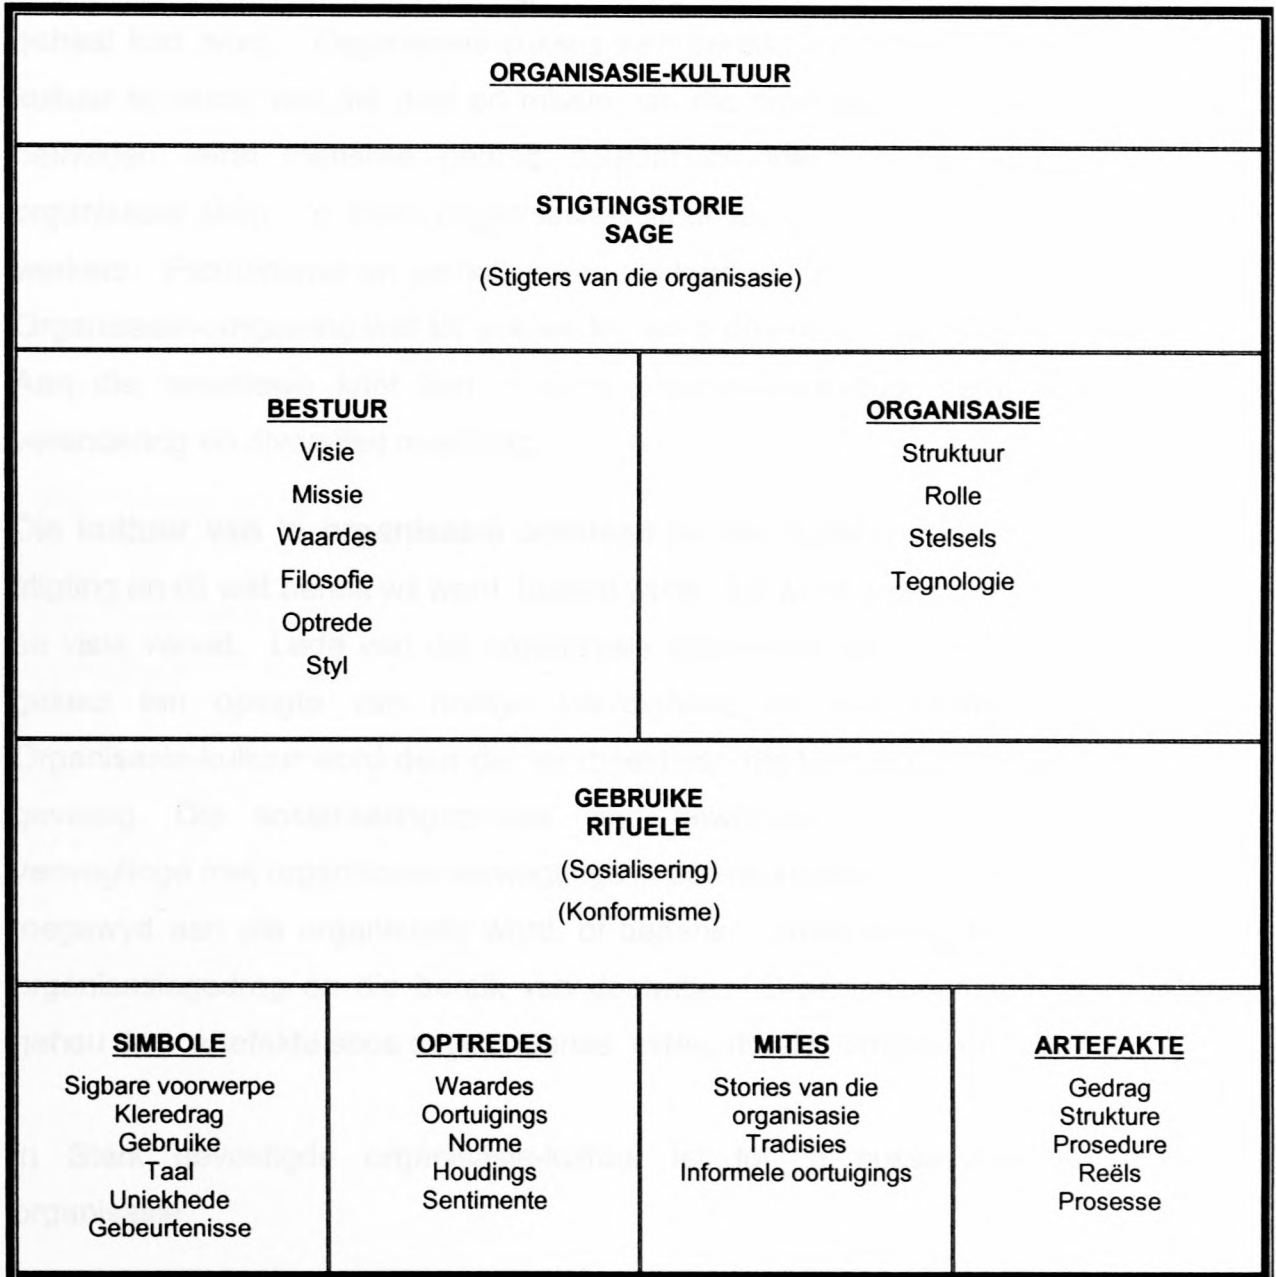 ORGANISASIE-KULTUUR
STIGTINGSTORIE
SAGE
(Stigters van die organisasie)
BESTUUR
Visie
Missie
Waardes
Filosofie
Optrede
Styl
ORGANISASIE
Struktuur
Rolle
Stelsels
Tegnologie
GEBRUIKE
RITUELE
(Sosialisering)
(Konformisme)
SIMBOLE
Sigbare voorwerpe
Kleredrag
Gebruike
Taal
Uniekhede
Gebeurtenisse
OPTREDES
Waardes
Oortuigings
Norme
Houdings
Sentimente
MITES
Stories van die
organisasie
Tradisies
Informele oortuigings
ARTEFAKTE
Gedrag
Strukture
Prosedure
Reëls
Prosesse